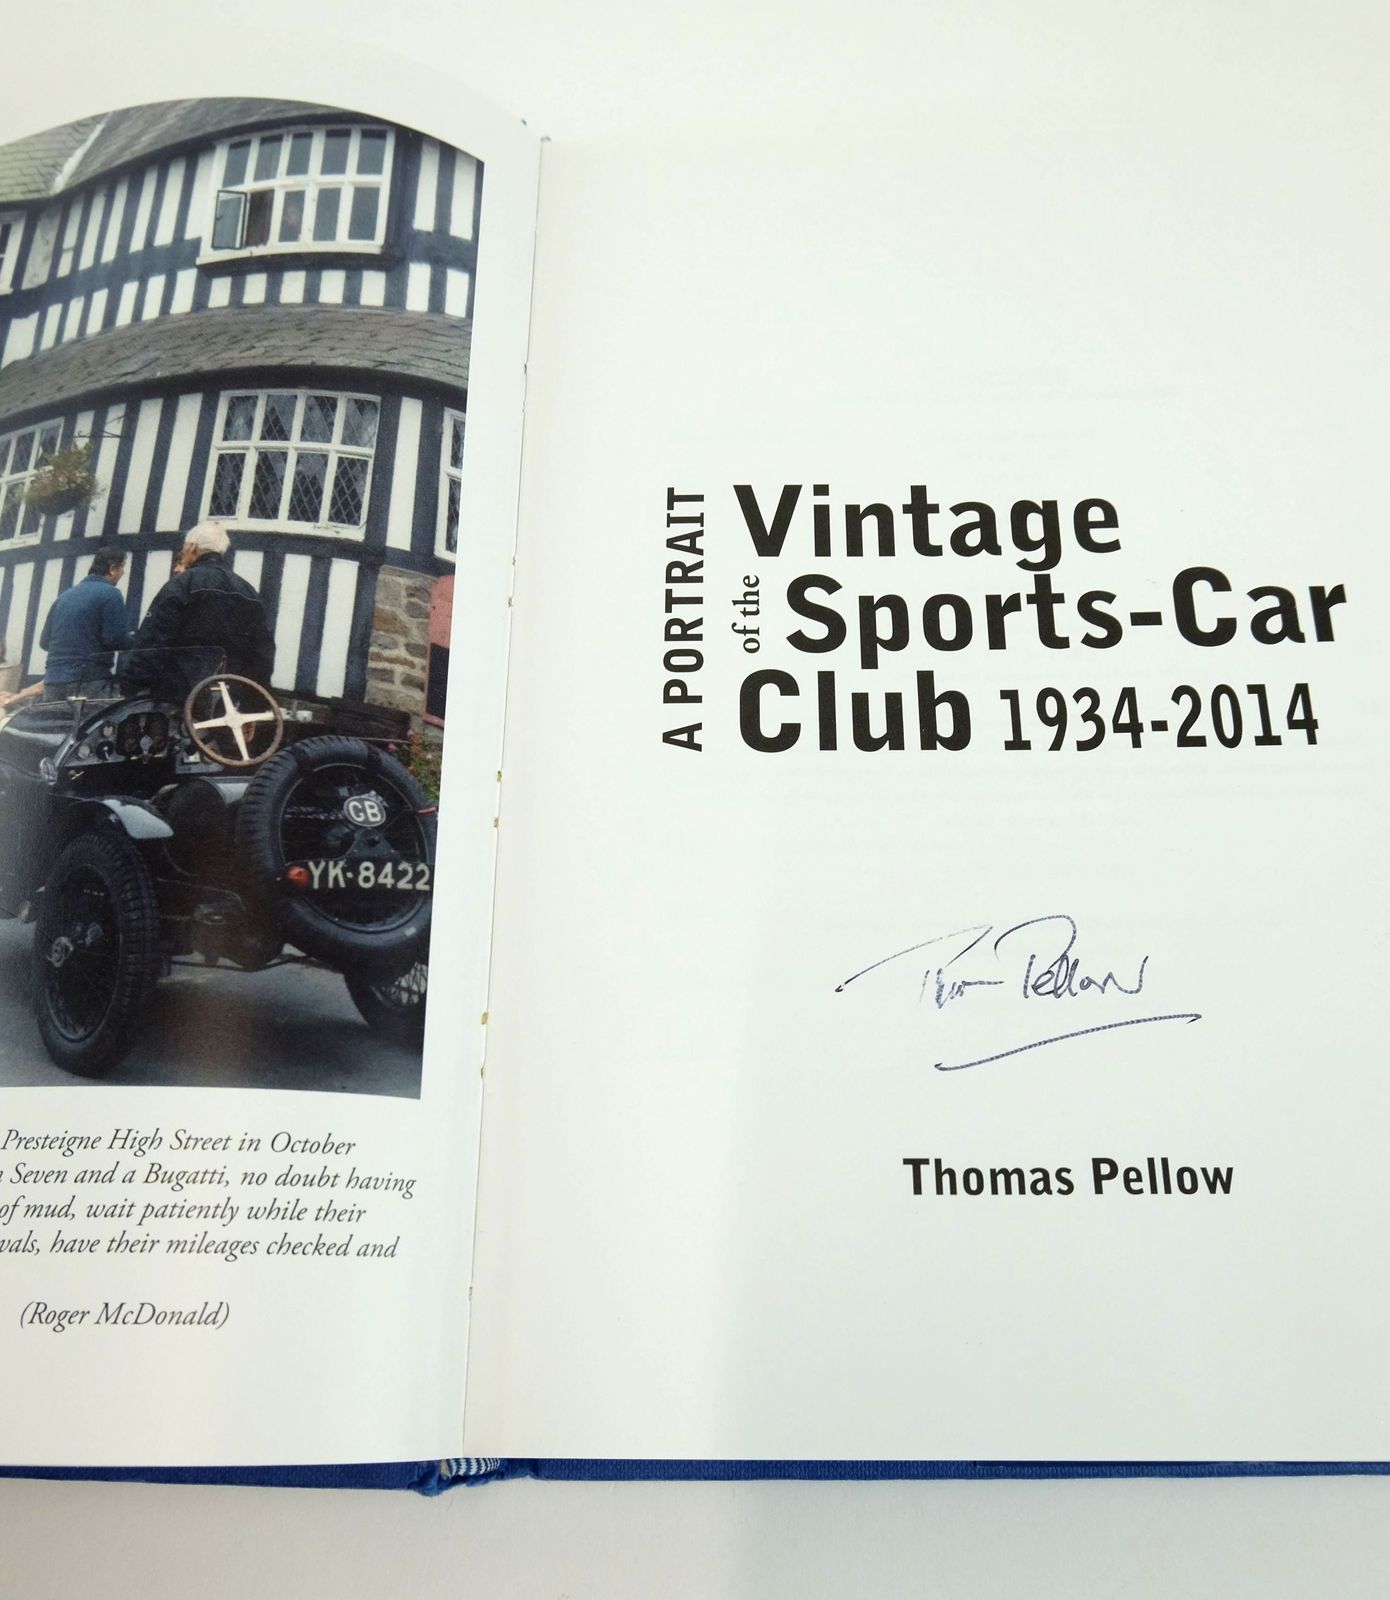 GB
YK·8422
Presteigne High Street in October
Seven and a Bugatti, no doubt having
of mud, wait patiently while their
have their mileages checked and
(Roger McDonald)
A PORTRAIT
of the
Vintage
Sports-Car
Club 1934-2014
Pellow
Thomas Pellow